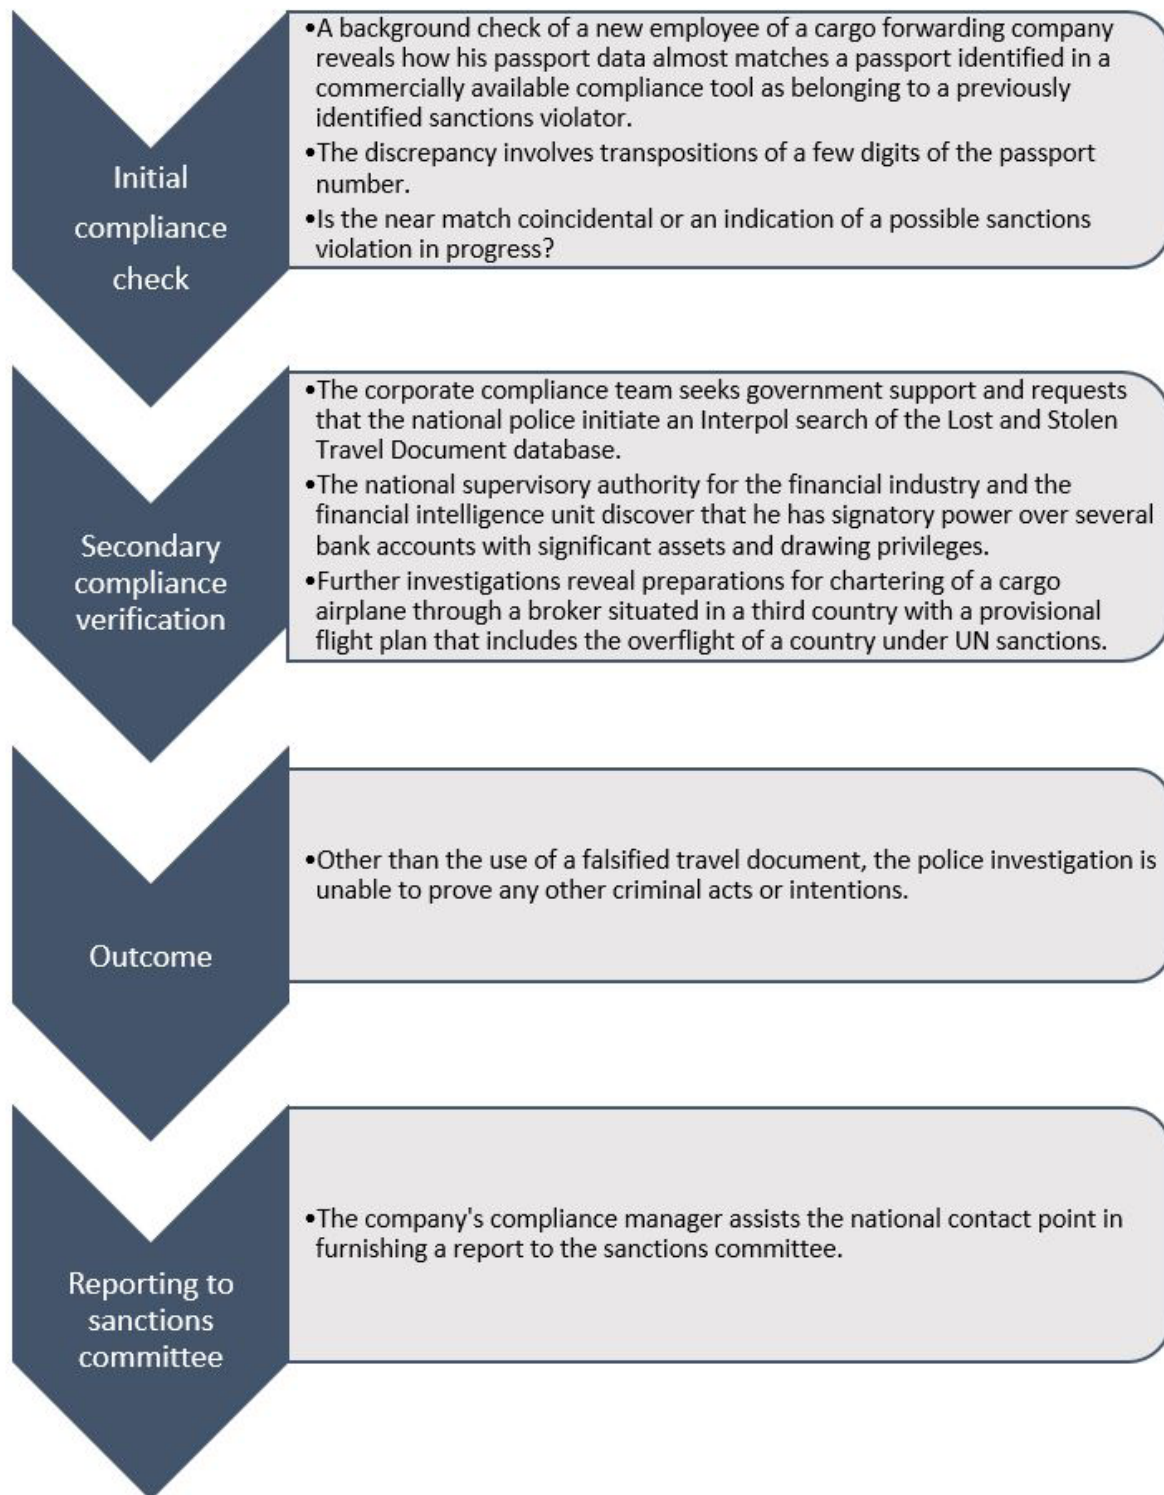 Initial
compliance
check
•A background check of a new employee of a cargo forwarding company
reveals how his passport data almost matches a passport identified in a
commercially available compliance tool as belonging to a previously
identified sanctions violator.
•The discrepancy involves transpositions of a few digits of the passport
number.
•Is the near match coincidental or an indication of a possible sanctions
violation in progress?
Secondary
compliance
verification
•The corporate compliance team seeks government support and requests
that the national police initiate an Interpol search of the Lost and Stolen
Travel Document database.
•The national supervisory authority for the financial industry and the
financial intelligence unit discover that he has signatory power over several
bank accounts with significant assets and drawing privileges.
•Further investigations reveal preparations for chartering of a cargo
airplane through a broker situated in a third country with a provisional
flight plan that includes the overflight of a country under UN sanctions.
Outcome
•Other than the use of a falsified travel document, the police investigation is
unable to prove any other criminal acts or intentions.
Reporting to
sanctions
committee
•The company's compliance manager assists the national contact point in
furnishing a report to the sanctions committee.